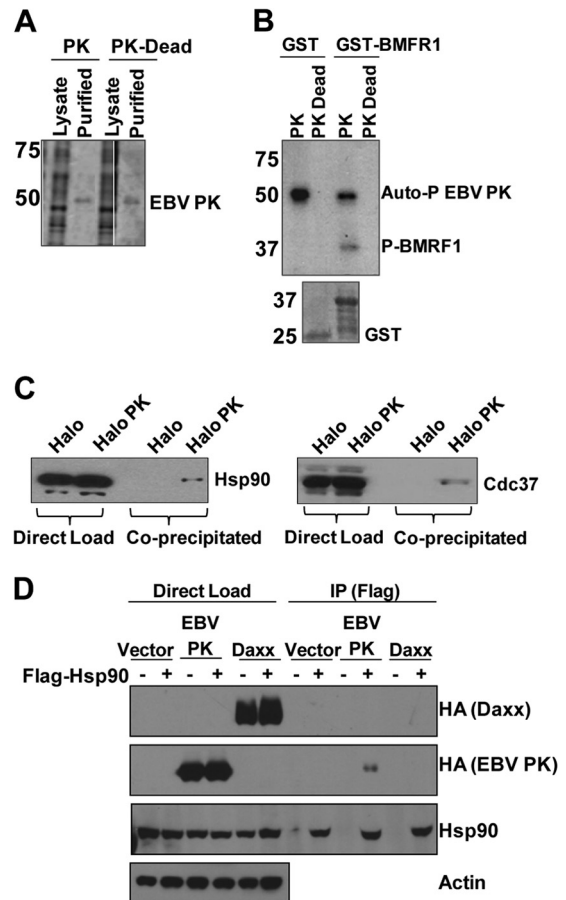 A
PK PK-Dead
Lysate
Purified
Lysate
Purified
75
50
EBV PK
B
GST GST-BMFR1
PK
PK Dead
PK
PK Dead
75
50
37
Auto-P EBV PK
P-BMRF1
37
25
GST
C
Halo
Halo PK
Halo
Halo PK
Hsp90
Direct Load Co-precipitated
Halo
Halo PK
Halo
Halo PK
Cdc37
Direct Load Co-precipitated
D
Direct Load IP (Flag)
EBV EBV
Vector PK Daxx Vector PK Daxx
Flag-Hsp90 - + - + - + - + - + - +
HA (Daxx)
HA (EBV PK)
Hsp90
Actin